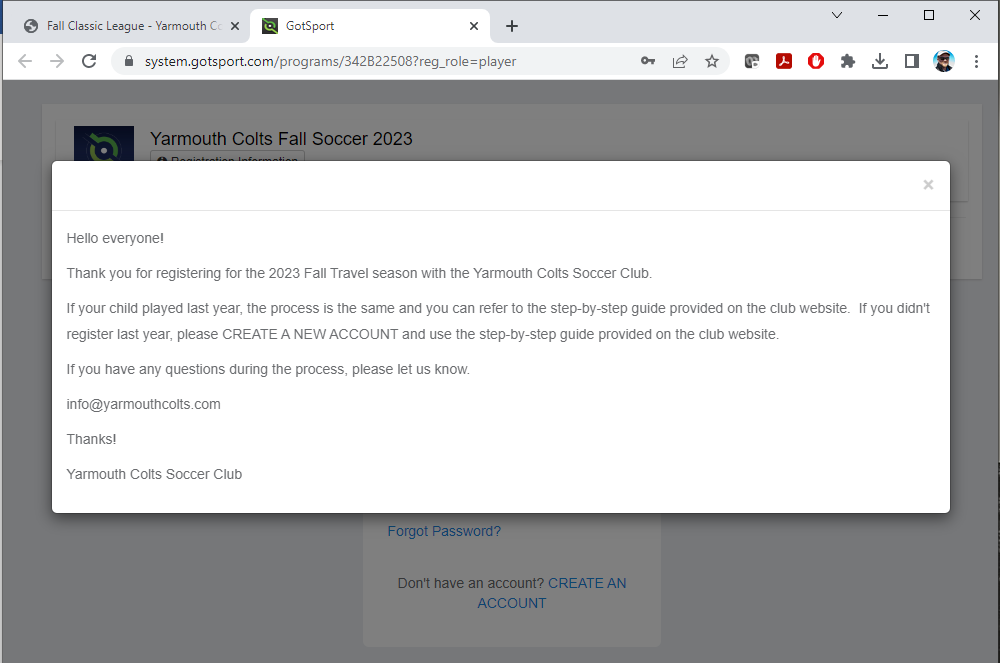 Fall Classic League - Yarmouth Co
GotSport
system.gotsport.com/programs/342B22508?reg_role=player
Yarmouth Colts Fall Soccer 2023
Registration Information
Hello everyone!
Thank you for registering for the 2023 Fall Travel season with the Yarmouth Colts Soccer Club.
If your child played last year, the process is the same and you can refer to the step-by-step guide provided on the club website.  If you didn't
register last year, please CREATE A NEW ACCOUNT and use the step-by-step guide provided on the club website.
If you have any questions during the process, please let us know.
info@yarmouthcolts.com
Thanks!
Yarmouth Colts Soccer Club
Forgot Password?
Don't have an account? CREATE AN
ACCOUNT